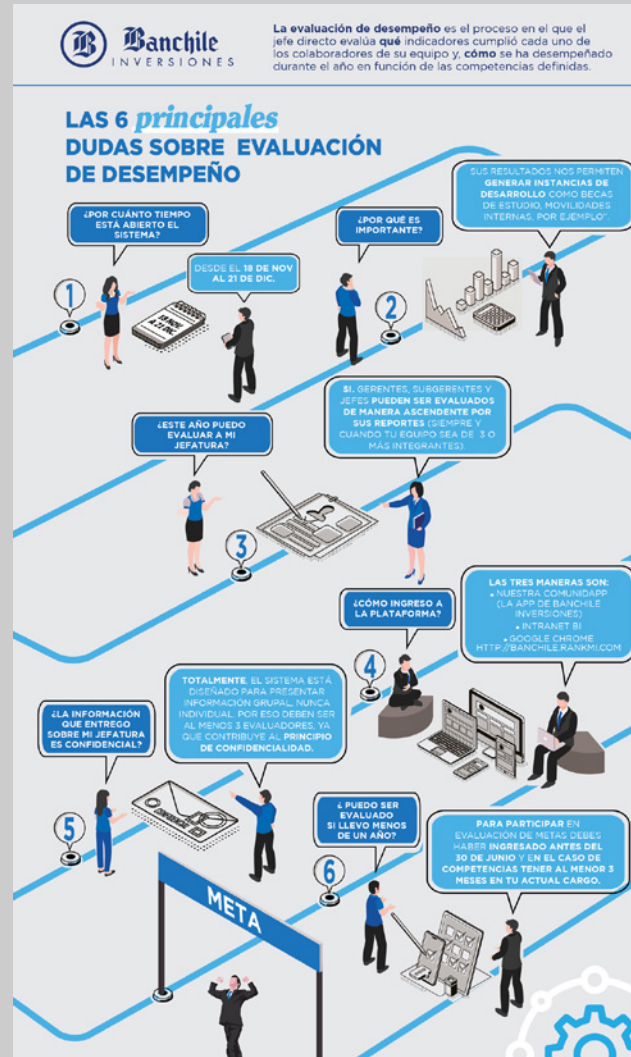 Banchile
INVERSIONES
La evaluación de desempeño es el proceso en el que el
jefe directo evalúa qué indicadores cumplió cada uno de
los colaboradores de su equipo y, cómo se ha desempeñado
durante el año en función de las competencias definidas.
LAS 6 principales
DUDAS SOBRE EVALUACIÓN
DE DESEMPEÑO
¿POR CUÁNTO TIEMPO
ESTÁ ABIERTO EL
SISTEMA?
DESDE EL 18 DE NOV
AL 21 DE DIC.
1
18 NOV.
A 21 DIC.
¿POR QUÉ ES
IMPORTANTE?
SUS RESULTADOS NOS PERMITEN
GENERAR INSTANCIAS DE
DESARROLLO COMO BECAS
DE ESTUDIO, MOVILIDADES
INTERNAS, POR EJEMPLO".
2
¿ESTE AÑO PUEDO
EVALUAR A MI
JEFATURA?
SI. GERENTES, SUBGERENTES Y
JEFES PUEDEN SER EVALUADOS
DE MANERA ASCENDENTE POR
SUS REPORTES (SIEMPRE Y
CUANDO TU EQUIPO SEA DE 3 O
MÁS INTEGRANTES).
3
¿CÓMO INGRESO A
LA PLATAFORMA?
LAS TRES MANERAS SON:
• NUESTRA COMUNIDAPP
(LA APP DE BANCHILE
INVERSIONES)
• INTRANET BI
• GOOGLE CHROME
HTTP://BANCHILE.RANKMI.COM
4
¿LA INFORMACIÓN
QUE ENTREGO
SOBRE MI JEFATURA
ES CONFIDENCIAL?
TOTALMENTE, EL SISTEMA ESTÁ
DISEÑADO PARA PRESENTAR
INFORMACIÓN GRUPAL, NUNCA
INDIVIDUAL, POR ESO DEBEN SER
AL MENOS 3 EVALUADORES, YA
QUE CONTRIBUYE AL PRINCIPIO
DE CONFIDENCIALIDAD.
5
¿ PUEDO SER
EVALUADO
SI LLEVO MENOS
DE UN AÑO?
PARA PARTICIPAR EN
EVALUACIÓN DE METAS DEBES
HABER INGRESADO ANTES DEL
30 DE JUNIO Y EN EL CASO DE
COMPETENCIAS TENER AL MENOR 3
MESES EN TU ACTUAL CARGO.
6
META